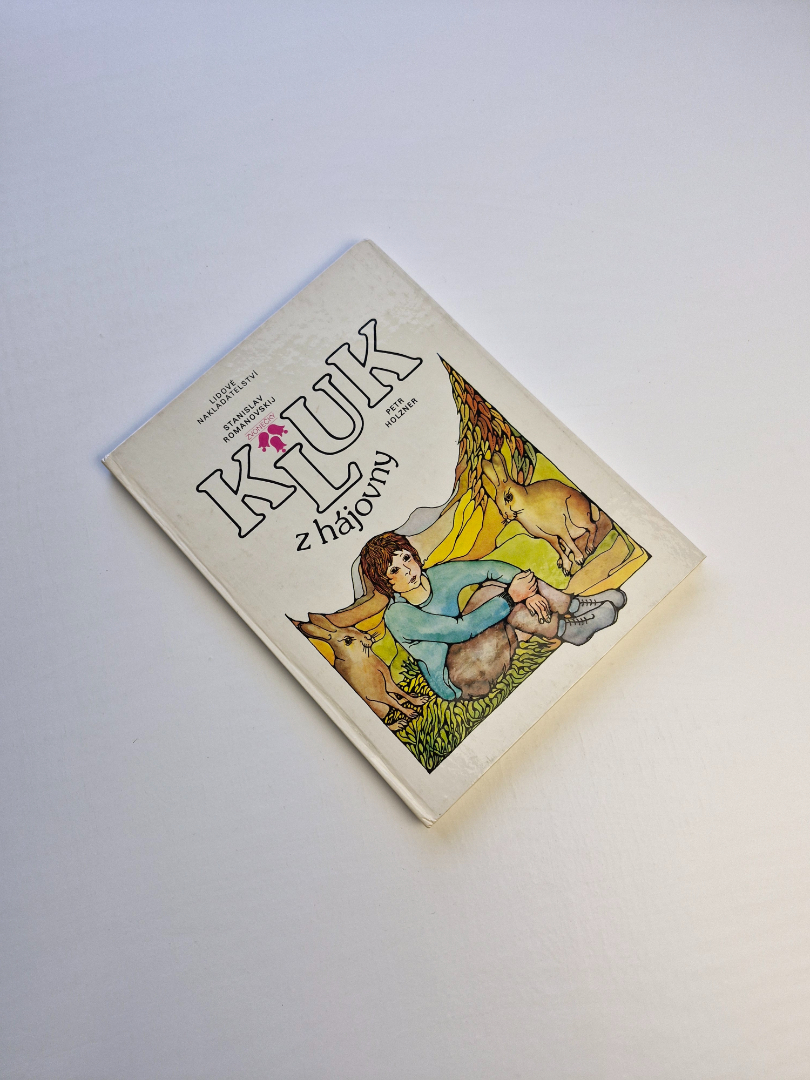 LIDOVÉ
NAKLADATELSTVÍ
STANISLAV
ROMANOVSKIJ
PETR
HOLZNER
KLUK
z hájovny